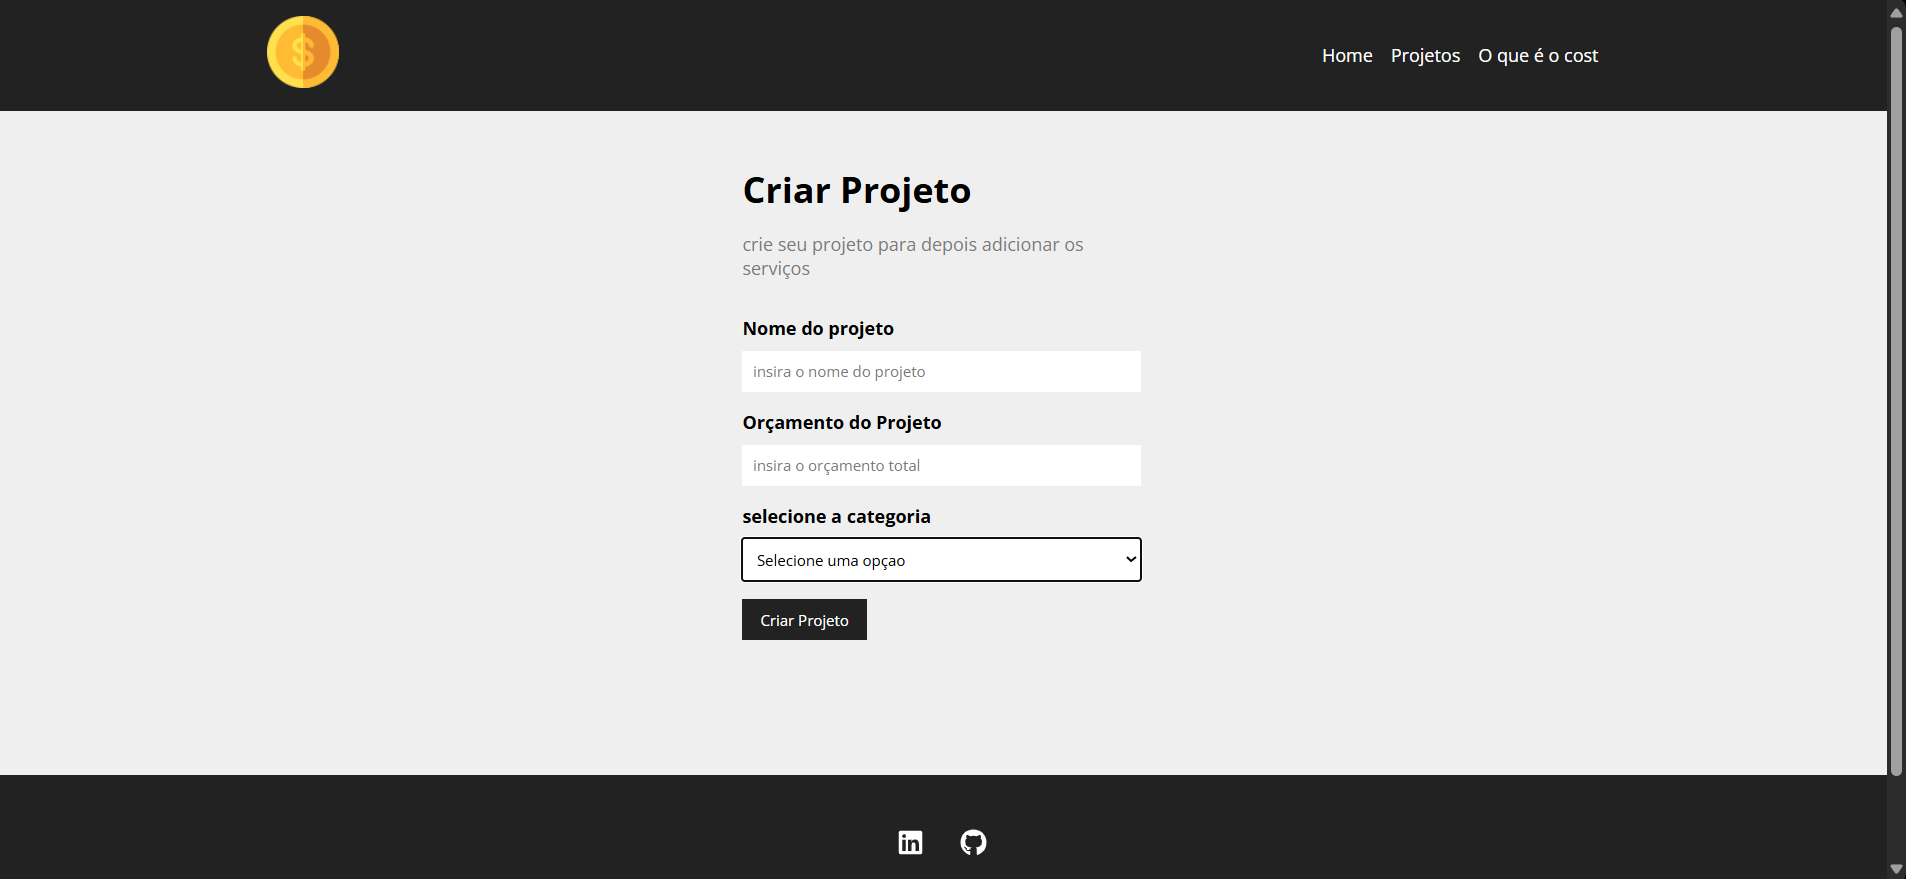 $
Home Projetos O que é o cost
Criar Projeto
crie seu projeto para depois adicionar os
serviços
Nome do projeto
insira o nome do projeto
Orçamento do Projeto
insira o orçamento total
selecione a categoria
Selecione uma opçao
Criar Projeto
in